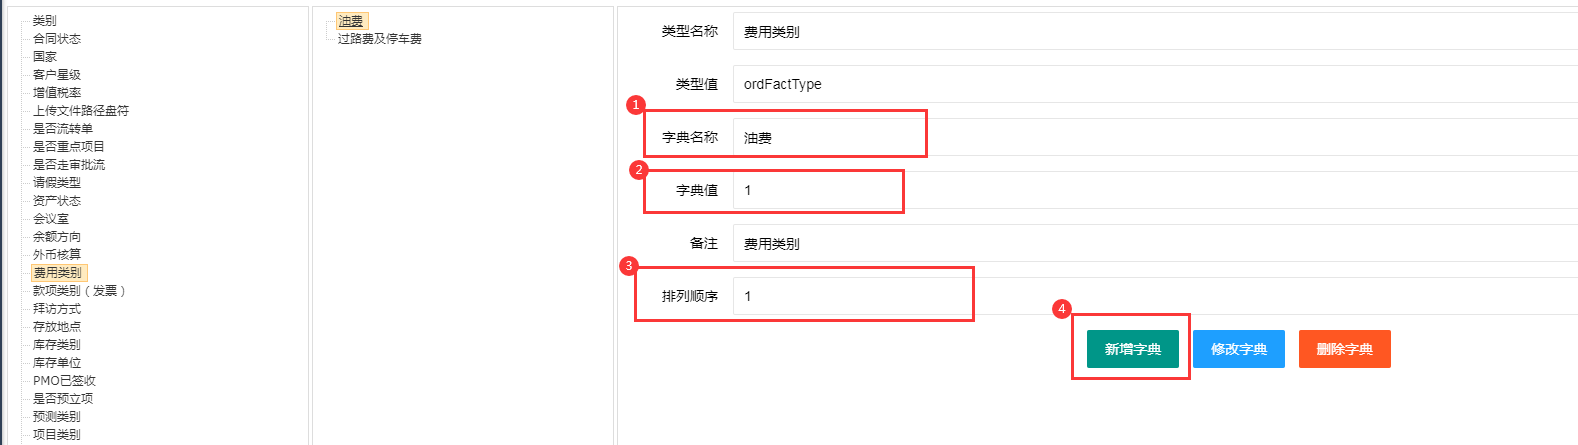 类别
合同状态
国家
客户星级
增值税率
上传文件路径盘符
是否流转单
是否重点项目
是否走审批流
请假类型
资产状态
会议室
余额方向
外币核算
费用类别
款项类别（发票）
拜访方式
存放地点
库存类别
库存单位
PMO已签收
是否预立项
预测类别
项目类别
油费
过路费及停车费
类型名称 费用类别
类型值 ordFactType
1
字典名称 油费
2
字典值 1
备注 费用类别
3
排列顺序 1
4
新增字典 修改字典 删除字典